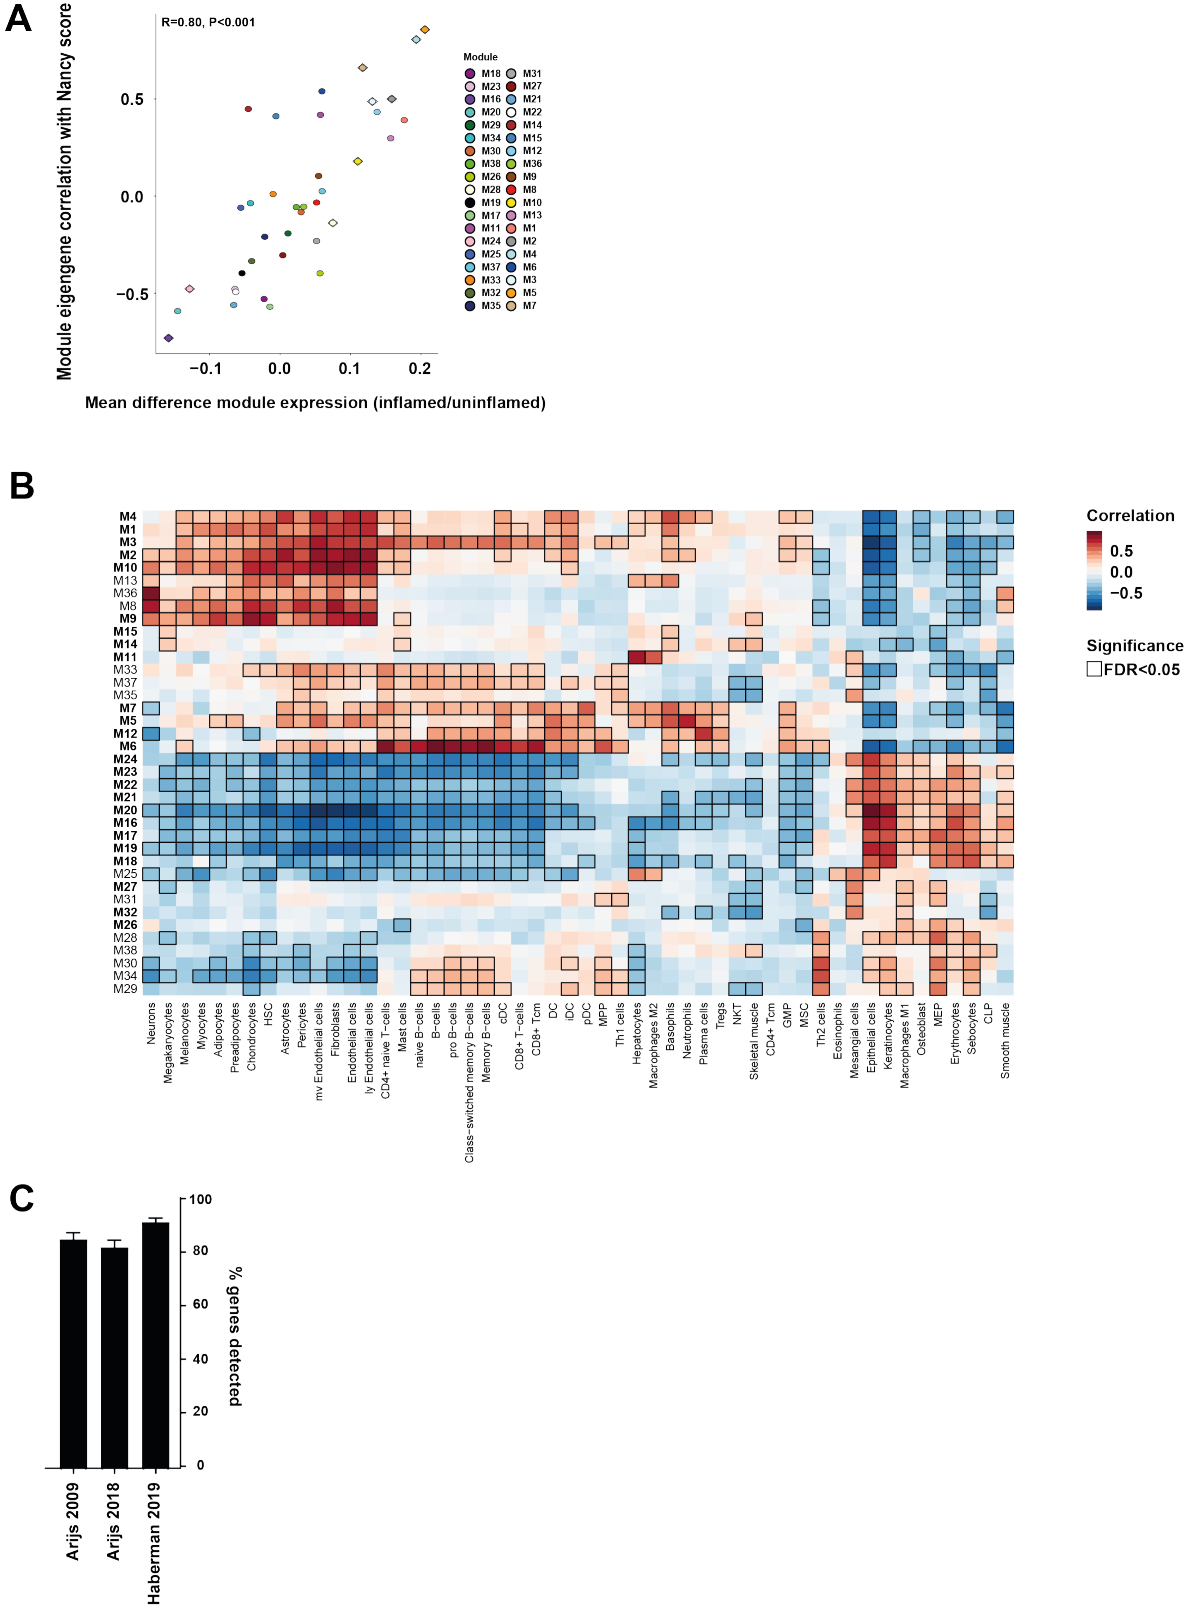 A
R=0.80, P<0.001
Module eigengene correlation with Nancy score
0.5
0.0
−0.5
−0.1
0.0
0.1
0.2
Mean difference module expression (inflamed/uninflamed)
Module
M18 M31
M23 M27
M16 M21
M20 M22
M29 M14
M34 M15
M30 M12
M38 M36
M26 M9
M28 M8
M19 M10
M17 M13
M11 M1
M24 M2
M25 M4
M37 M6
M33 M3
M32 M5
M35 M7
B
M4
M1
M3
M2
M10
M13
M36
M8
M9
M15
M14
M11
M33
M37
M35
M7
M5
M12
M6
M24
M23
M22
M21
M20
M16
M17
M19
M18
M25
M27
M31
M32
M26
M28
M38
M30
M34
M29
Neurons
Megakaryocytes
Melanocytes
Myocytes
Adipocytes
Preadipocytes
Chondrocytes
HSC
Astrocytes
Pericytes
mv Endothelial cells
Fibroblasts
Endothelial cells
ly Endothelial cells
CD4+ naive T−cells
Mast cells
naive B−cells
B−cells
pro B−cells
Class−switched memory B−cells
Memory B−cells
cDC
CD8+ T−cells
CD8+ Tcm
DC
iDC
pDC
MPP
Th1 cells
Hepatocytes
Macrophages M2
Basophils
Neutrophils
Plasma cells
Tregs
NKT
Skeletal muscle
CD4+ Tcm
GMP
MSC
Th2 cells
Eosinophils
Mesangial cells
Epithelial cells
Keratinocytes
Macrophages M1
Osteoblast
MEP
Erythrocytes
Sebocytes
CLP
Smooth muscle
Correlation
0.5
0.0
−0.5
Significance
FDR<0.05
C
100
80
60
40
20
0
% genes detected
Arijs 2009
Arijs 2018
Haberman 2019